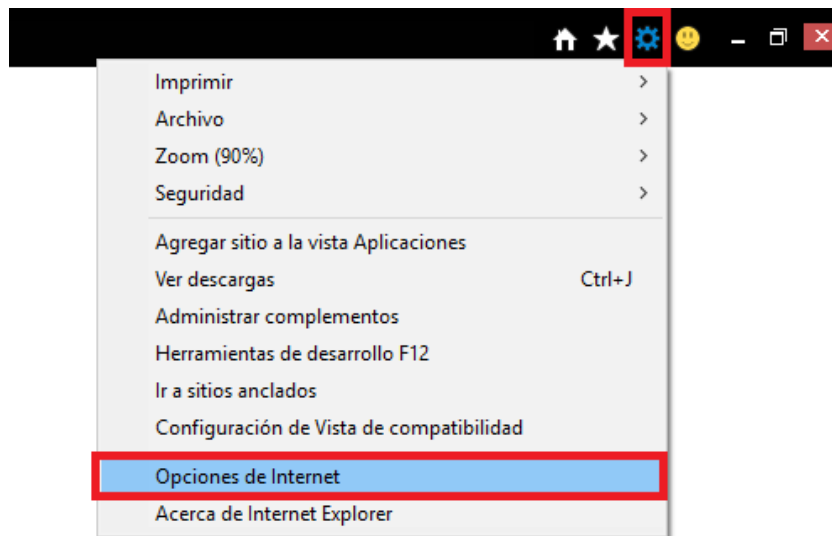 Imprimir
Archivo
Zoom (90%)
Seguridad
Agregar sitio a la vista Aplicaciones
Ver descargas Ctrl+J
Administrar complementos
Herramientas de desarrollo F12
Ir a sitios anclados
Configuración de Vista de compatibilidad
Opciones de Internet
Acerca de Internet Explorer